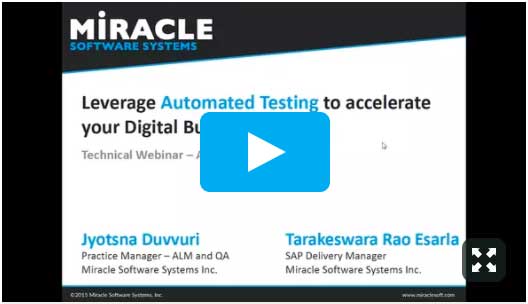 MIRACLE
SOFTWARE SYSTEMS
Leverage Automated Testing to accelerate
your Digital
Technical Webinar –
Jyotsna Duvvuri
Practice Manager – ALM and QA
Miracle Software Systems Inc.
Tarakeswara Rao Esarla
SAP Delivery Manager
Miracle Software Systems Inc.
©2015 Miracle Software Systems, Inc.
www.miraclesoft.com